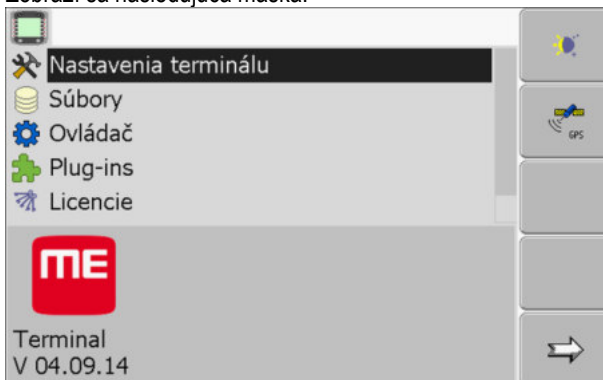 Zobrazí sa nasledujúca maska:
Nastavenia terminálu
Súbory
Ovládač
GPS
Plug-ins
Licencie
ME
Terminal
V 04.09.14